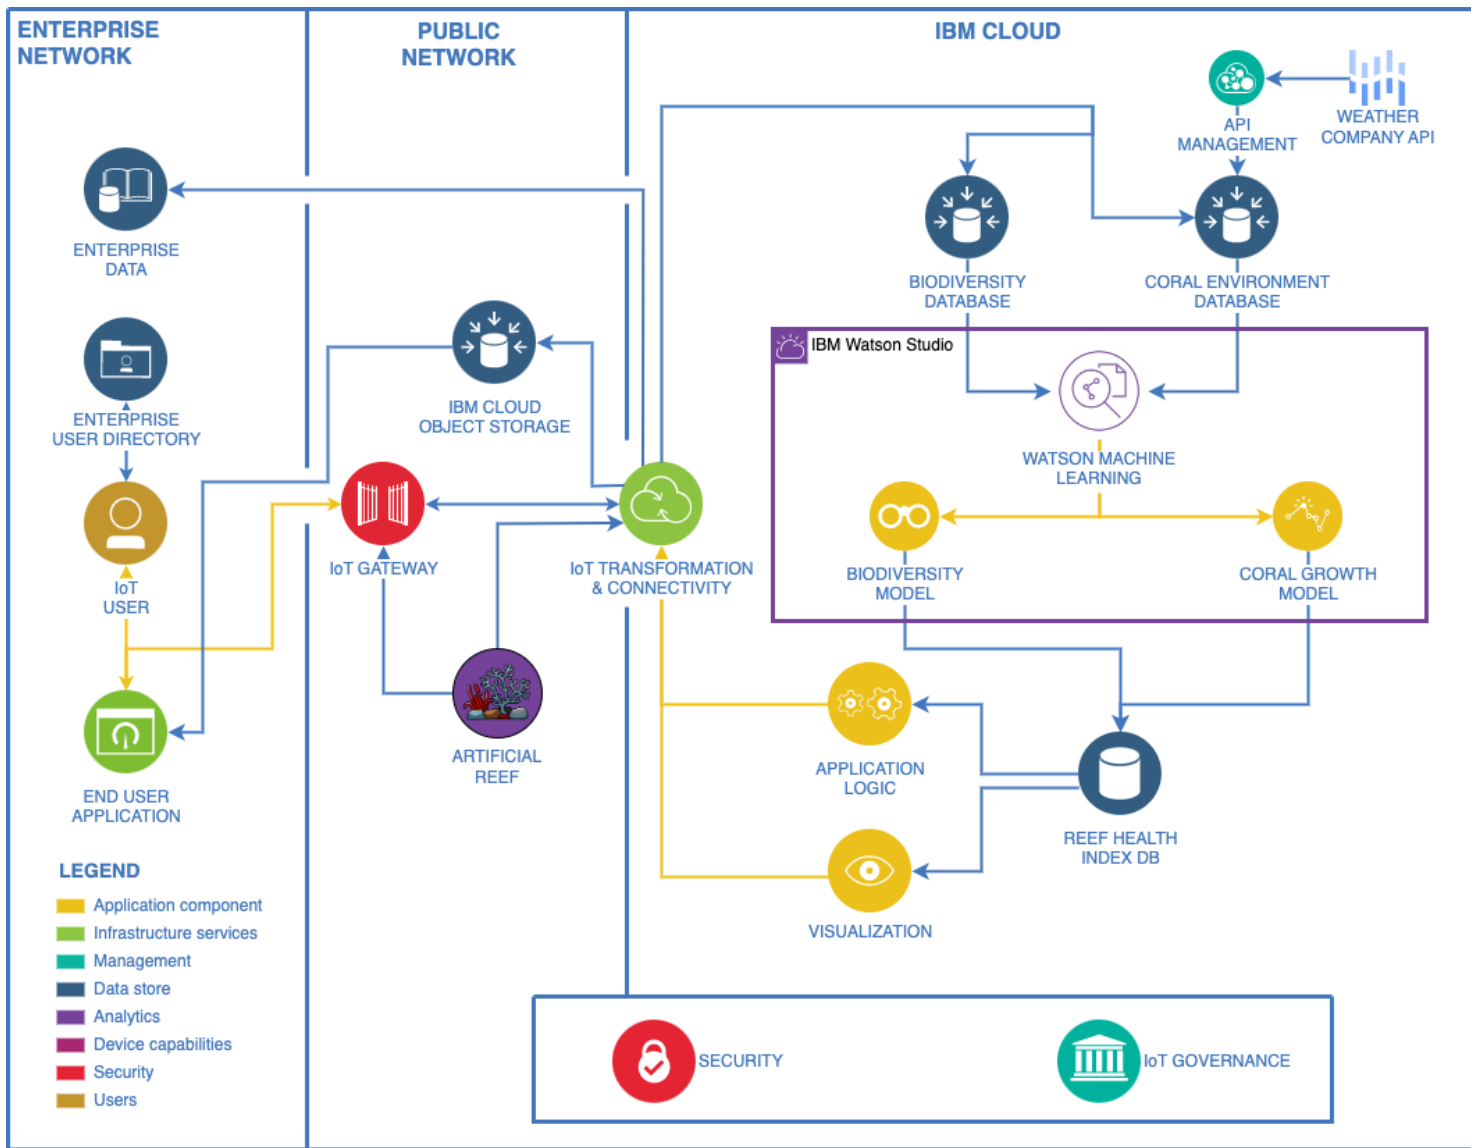 ENTERPRISE
NETWORK
PUBLIC
NETWORK
IBM CLOUD
API
MANAGEMENT
WEATHER
COMPANY API
ENTERPRISE
DATA
BIODIVERSITY
DATABASE
CORAL ENVIRONMENT
DATABASE
IBM Watson Studio
ENTERPRISE
USER DIRECTORY
IBM CLOUD
OBJECT STORAGE
WATSON MACHINE
LEARNING
IoT
USER
IoT GATEWAY
IoT TRANSFORMATION
& CONNECTIVITY
BIODIVERSITY
MODEL
CORAL GROWTH
MODEL
END USER
APPLICATION
ARTIFICIAL
REEF
APPLICATION
LOGIC
REEF HEALTH
INDEX DB
VISUALIZATION
LEGEND
Application component
Infrastructure services
Management
Data store
Analytics
Device capabilities
Security
Users
SECURITY
IoT GOVERNANCE